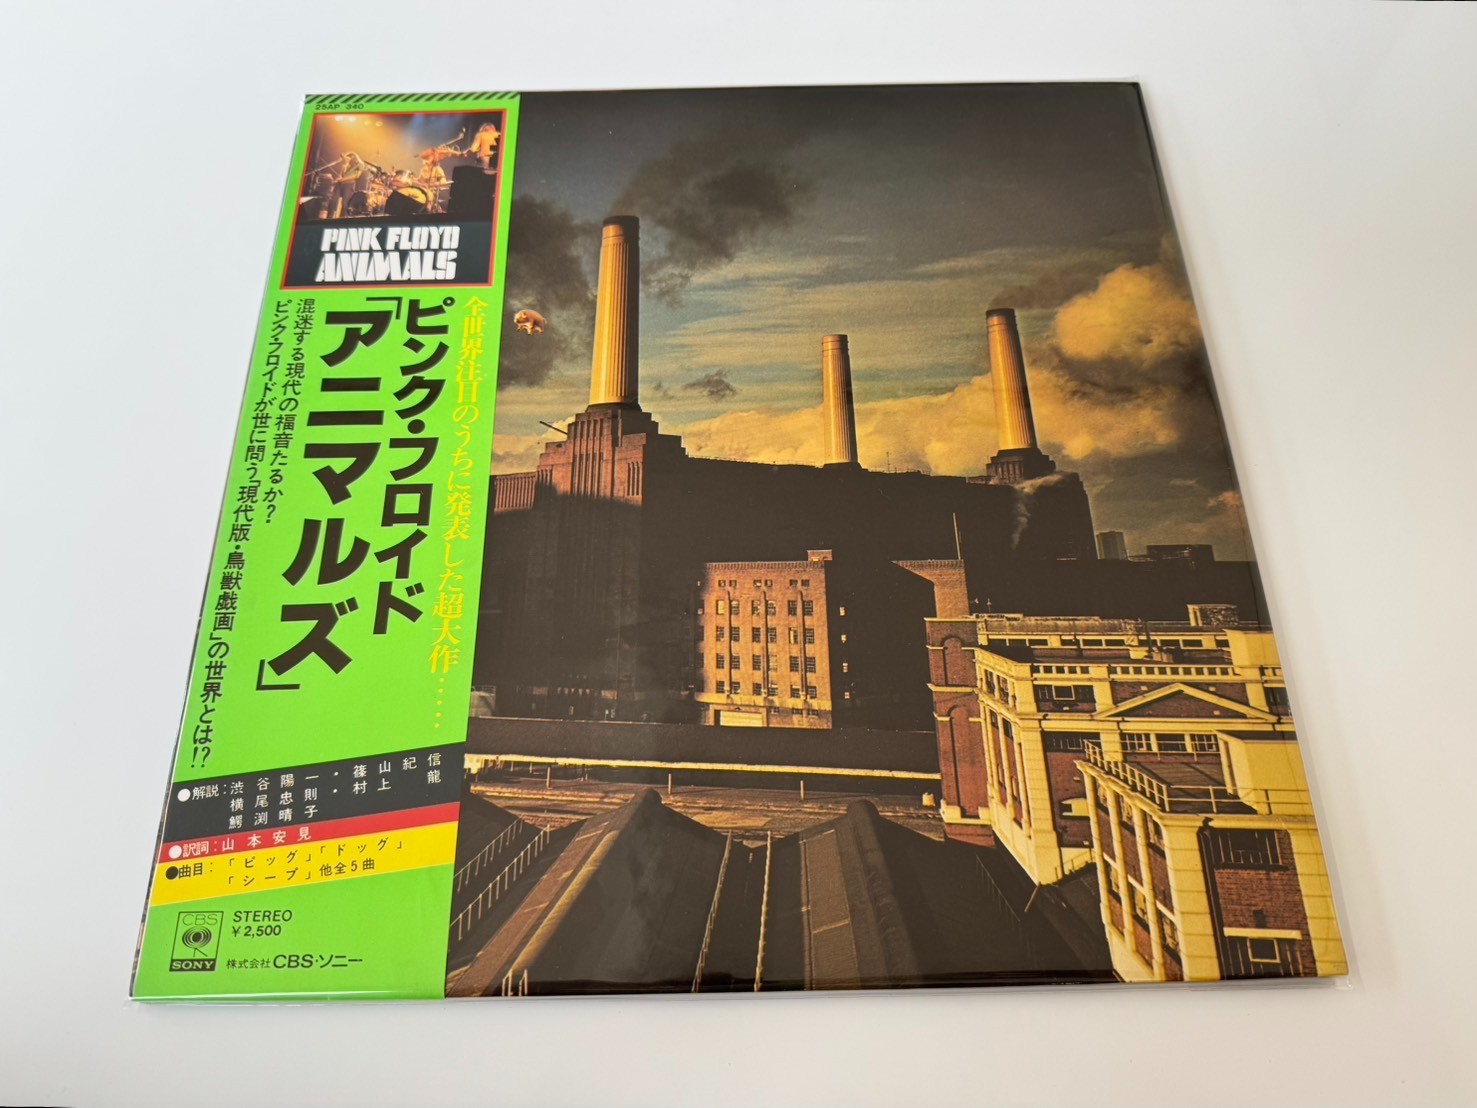 25AP 340
PINK FLOYD
ANIMALS
全世界注目のうちに発表した超大作……
ピンク・フロイド
「アニマルズ」
混迷する現代の福音たるか?
ピンク・フロイドが世に問う「現代版・鳥獣戯画」の世界とは!?
●解説:渋谷陽一・篠山紀信
横尾忠則・村上龍
鰐渕晴子
●訳詞:山本安見
●曲目:「ピッグ」「ドッグ」
「シープ」他全5曲
CBS
SONY
STEREO
¥2,500
株式会社CBS・ソニー